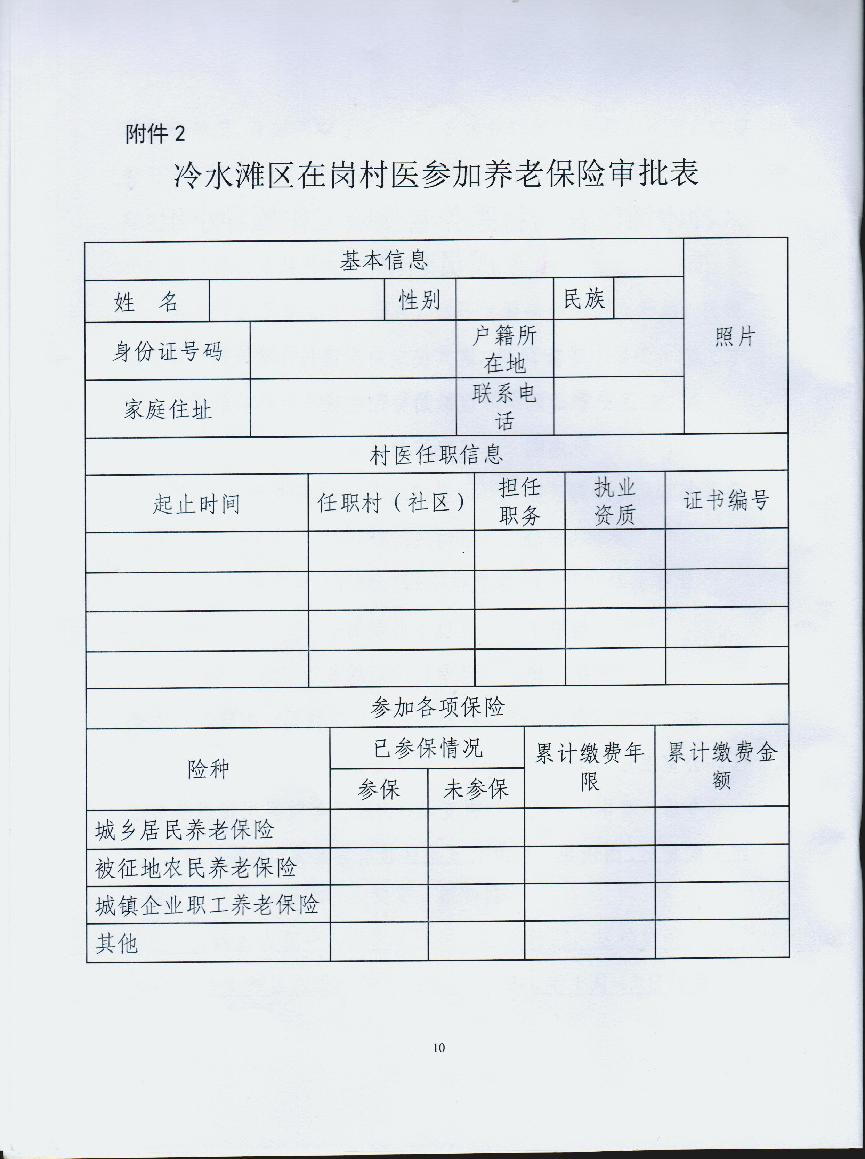 附件2
冷水滩区在岗村医参加养老保险审批表
基本信息
姓 名 性别 民族 照片
身份证号码 户籍所
在地
家庭住址 联系电
话
村医任职信息
起止时间 任职村（社区） 担任
职务 执业
资质 证书编号
参加各项保险
险种 已参保情况 累计缴费年
限 累计缴费金
额
参保 未参保
城乡居民养老保险
被征地农民养老保险
城镇企业职工养老保险
其他
10